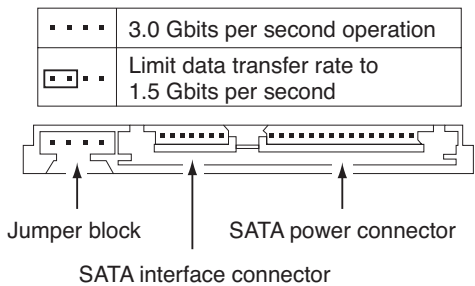 3.0 Gbits per second operation
Limit data transfer rate to
1.5 Gbits per second
Jumper block
SATA power connector
SATA interface connector